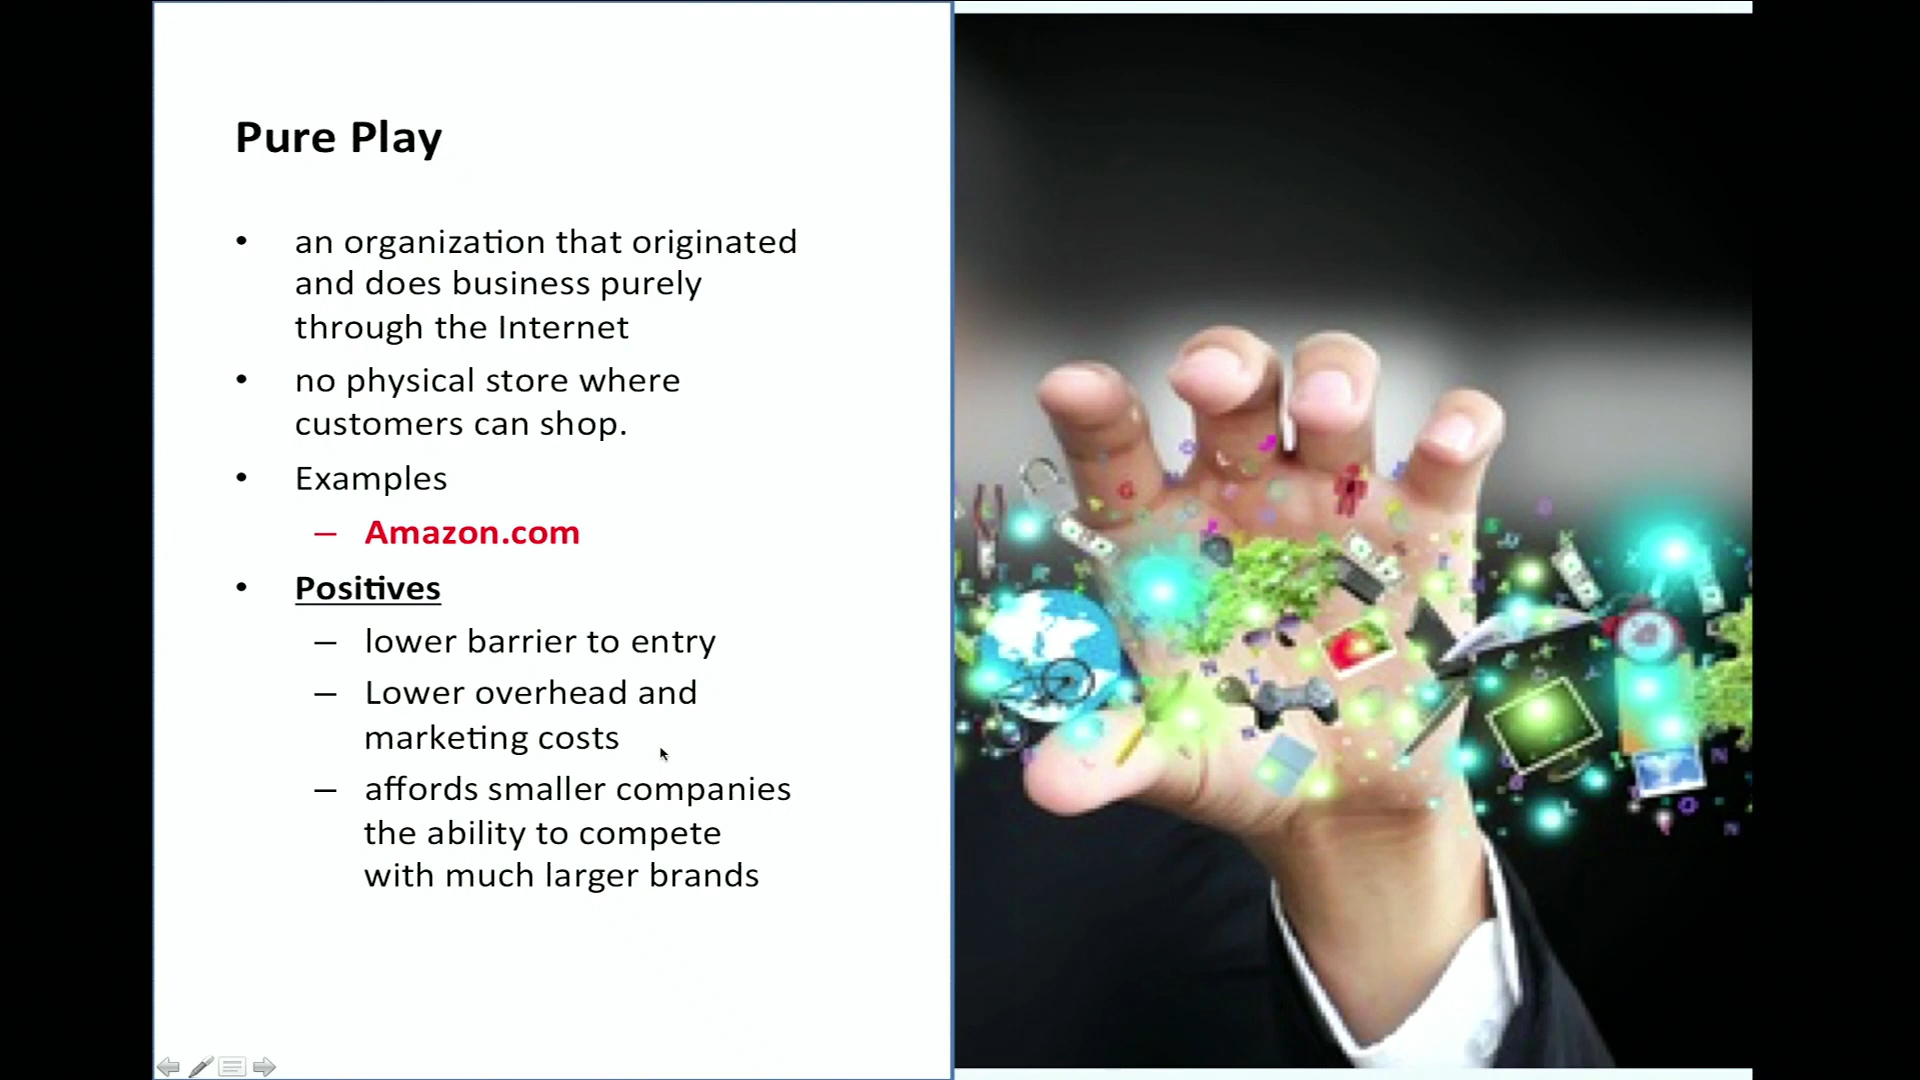 Pure Play
• an organization that originated
and does business purely
through the Internet
• no physical store where
customers can shop.
• Examples
– Amazon.com
• Positives
– lower barrier to entry
– Lower overhead and
marketing costs
– affords smaller companies
the ability to compete
with much larger brands